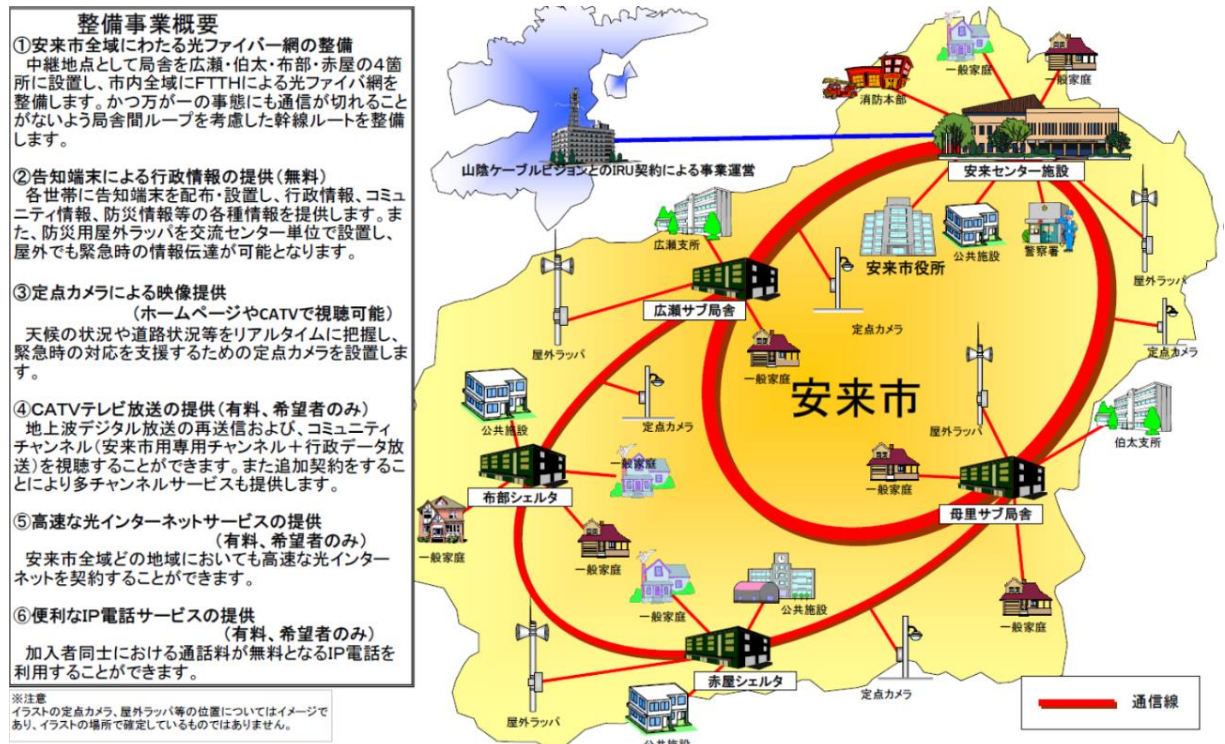 整備事業概要
①安来市全域にわたる光ファイバー網の整備
中継地点として局舎を広瀬・伯太・布部・赤屋の4箇
所に設置し、市内全域にFTTHによる光ファイバ網を
整備します。かつ万が一の事態にも通信が切れること
がないよう局舎間ループを考慮した幹線ルートを整備
します。
②告知端末による行政情報の提供(無料)
各世帯に告知端末を配布・設置し、行政情報、コミュ
ニティ情報、防災情報等の各種情報を提供します。ま
た、防災用屋外ラッパを交流センター単位で設置し、
屋外でも緊急時の情報伝達が可能となります。
③定点カメラによる映像提供
(ホームページやCATVで視聴可能)
天候の状況や道路状況等をリアルタイムに把握し、
緊急時の対応を支援するための定点カメラを設置しま
す。
④CATVテレビ放送の提供(有料、希望者のみ)
地上波デジタル放送の再送信および、コミュニティ
チャンネル(安来市用専用チャンネル+行政データ放
送)を視聴することができます。また追加契約をするこ
とにより多チャンネルサービスも提供します。
⑤高速な光インターネットサービスの提供
(有料、希望者のみ)
安来市全域どの地域においても高速な光インター
ネットを契約することができます。
⑥便利なIP電話サービスの提供
(有料、希望者のみ)
加入者同士における通話料が無料となるIP電話を
利用することができます。
※注意
イラストの定点カメラ、屋外ラッパ等の位置についてはイメージで
あり、イラストの場所で確定しているものではありません。
一般家庭
一般家庭
消防本部
山陰ケーブルビジョンとのIRU契約による事業運営
安来センター施設
広瀬支所
安来市役所
公共施設
警察署
屋外ラッパ
広瀬サブ局舎
定点カメラ
定点カメラ
屋外ラッパ
一般家庭
安来市
公共施設
定点カメラ
屋外ラッパ
伯太支所
一般家庭
布部シェルタ
一般家庭
母里サブ局舎
一般家庭
一般家庭
一般家庭
公共施設
一般家庭
赤屋シェルタ
定点カメラ
屋外ラッパ
公共施設
通信線